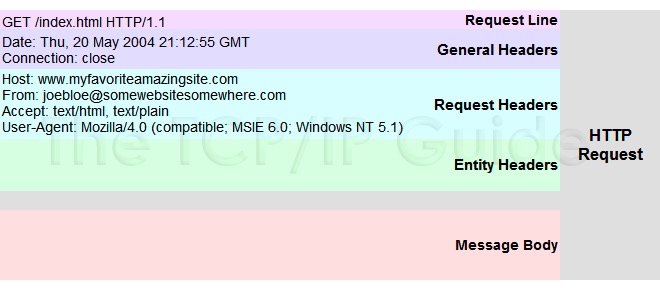 GET /index.html HTTP/1.1 Request Line
Date: Thu, 20 May 2004 21:12:55 GMT
Connection: close
General Headers
Host: www.myfavoriteamazingsite.com
From: joebloe@somewebsitesomewhere.com
Accept: text/html, text/plain
User-Agent: Mozilla/4.0 (compatible; MSIE 6.0; Windows NT 5.1)
Request Headers
Entity Headers
Message Body
HTTP
Request
The TCP/IP Guide